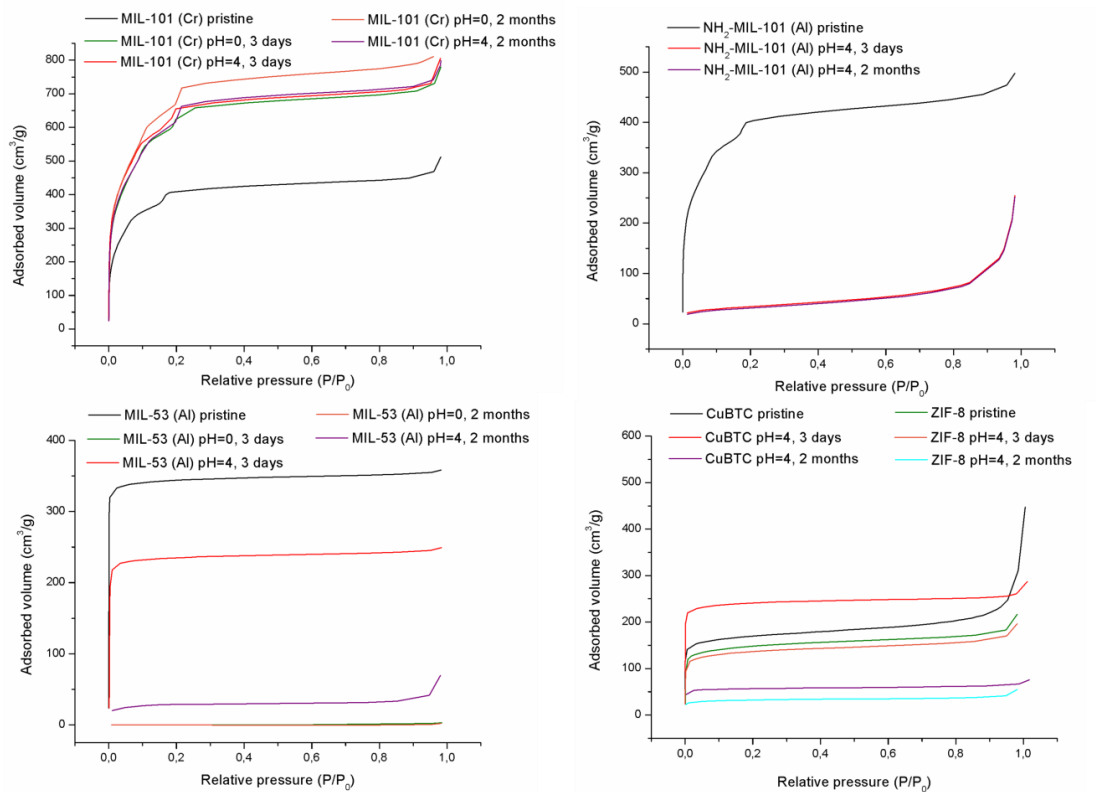 MIL-101 (Cr) pristine
MIL-101 (Cr) pH=0, 2 months
MIL-101 (Cr) pH=0, 3 days
MIL-101 (Cr) pH=4, 2 months
MIL-101 (Cr) pH=4, 3 days
800
700
600
500
400
300
200
100
0
Adsorbed volume (cm³/g)
0,0
0,2
0,4
0,6
0,8
1,0
Relative pressure (P/P₀)
NH₂-MIL-101 (Al) pristine
NH₂-MIL-101 (Al) pH=4, 3 days
NH₂-MIL-101 (Al) pH=4, 2 months
500
400
300
200
100
0
Adsorbed volume (cm³/g)
0,0
0,2
0,4
0,6
0,8
1,0
Relative pressure (P/P₀)
MIL-53 (Al) pristine
MIL-53 (Al) pH=0, 2 months
MIL-53 (Al) pH=0, 3 days
MIL-53 (Al) pH=4, 2 months
MIL-53 (Al) pH=4, 3 days
400
300
200
100
0
Adsorbed volume (cm³/g)
0,0
0,2
0,4
0,6
0,8
1,0
Relative pressure (P/P₀)
CuBTC pristine
ZIF-8 pristine
CuBTC pH=4, 3 days
ZIF-8 pH=4, 3 days
CuBTC pH=4, 2 months
ZIF-8 pH=4, 2 months
600
500
400
300
200
100
0
Adsorbed volume (cm³/g)
0,0
0,2
0,4
0,6
0,8
1,0
Relative pressure (P/P₀)